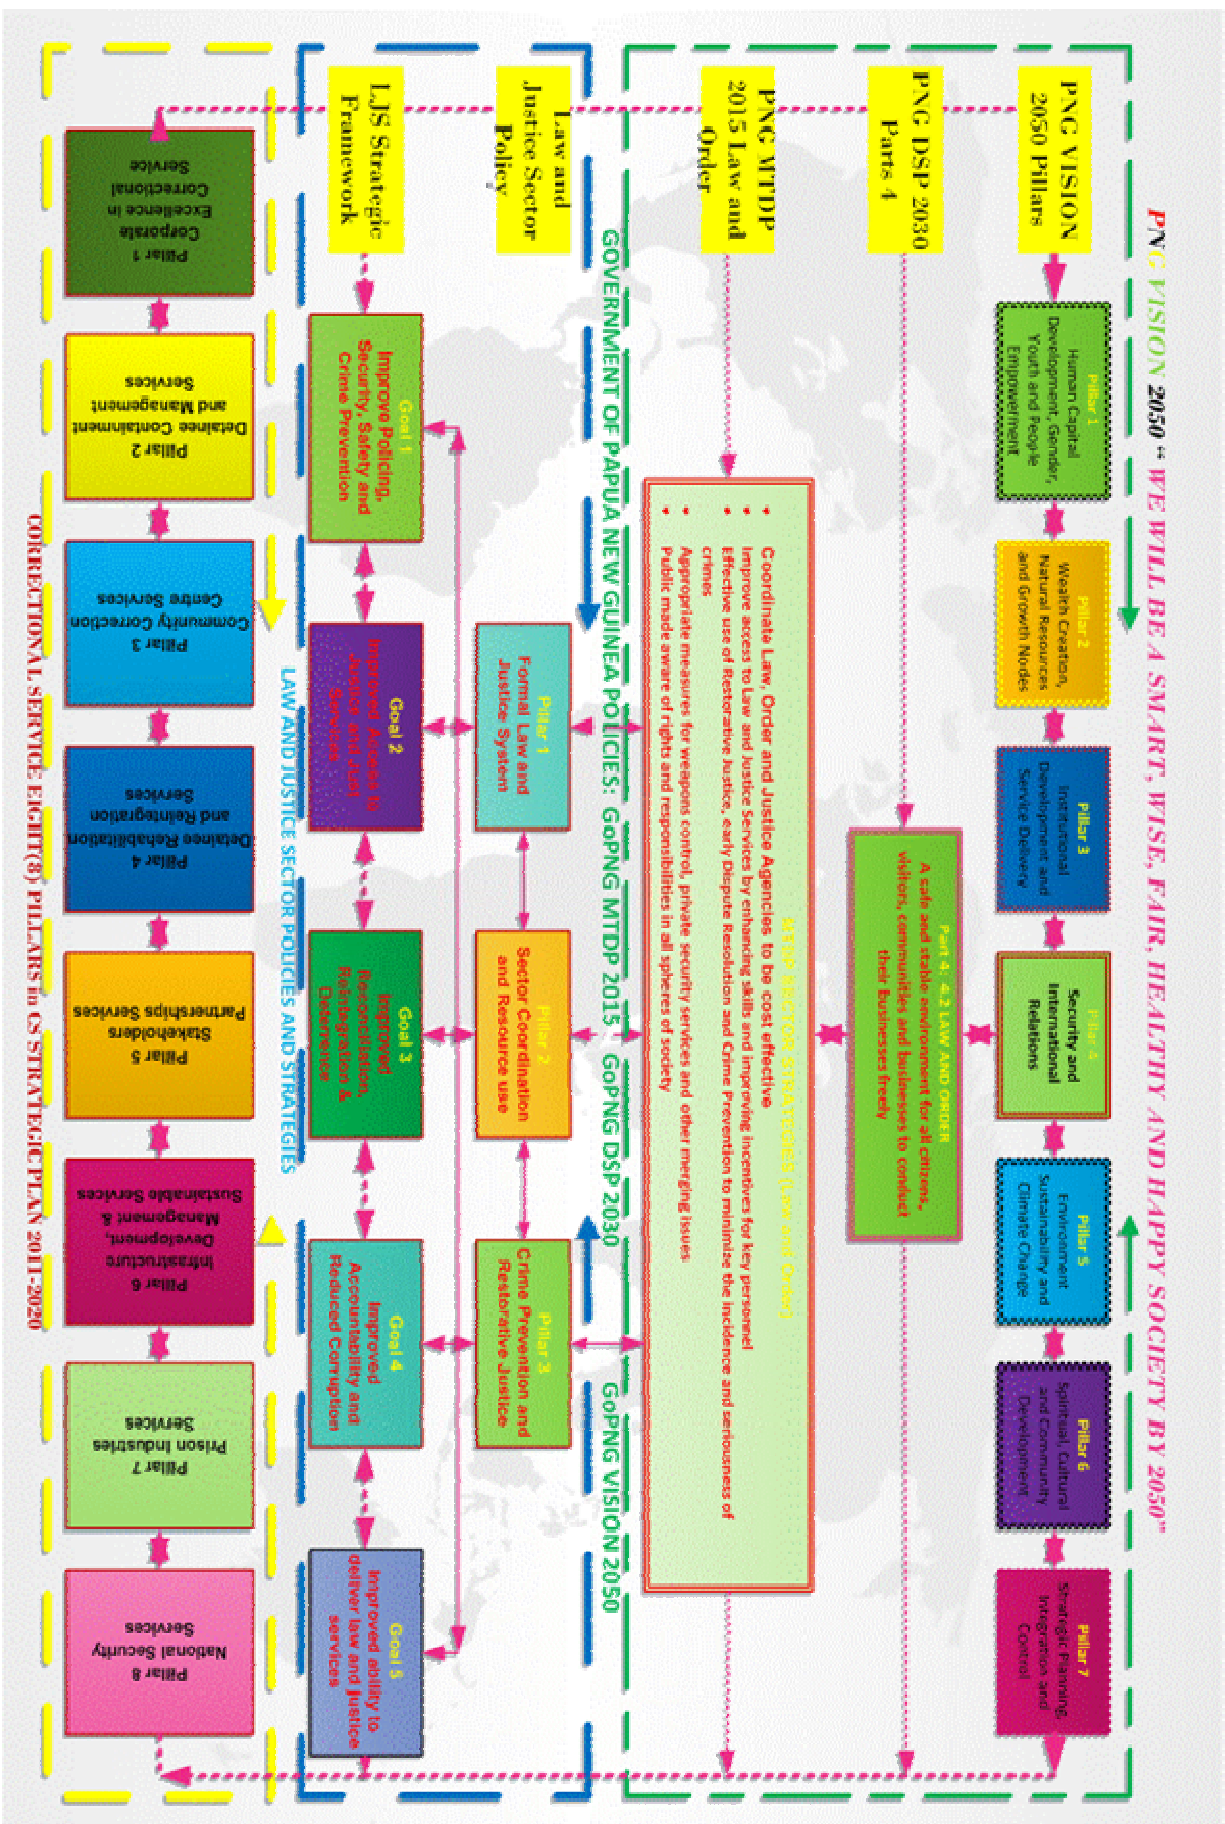 PNG VISION 2050 “ WE WILL BE A SMART, WISE, FAIR, HEALTHY AND HAPPY SOCIETY BY 2050”
PNG VISION
2050 Pillars
Pillar 1
Human Capital
Development, Gender,
Youth and People
Empowerment
Pillar 2
Wealth Creation,
Natural Resources
and Growth Nodes
Pillar 3
Institutional
Development and
Service Delivery
Pillar 4
Security and
International
Relations
Pillar 5
Environment
Sustainability and
Climate Change
Pillar 6
Spiritual, Cultural
and Community
Development
Pillar 7
Strategic Planning,
Integration and
Control
PNG DSP 2030
Parts 4
Part 4: 4.2 LAW AND ORDER
A safe and stable environment for all citizens,
visitors, communities and businesses to conduct
their businesses freely
PNG MTDP
2015 Law and
Order
MTDP SECTOR STRATEGIES (Law and Order)
• Coordinate Law, Order and Justice Agencies to be cost effective
• Improve access to Law and Justice Services by enhancing skills and improving incentives for key personnel
• Effective use of Restorative Justice, early Dispute Resolution and Crime Prevention to minimize the incidence and seriousness of
crimes
• Appropriate measures for weapons control, private security services and other merging issues
• Public made aware of rights and responsibilities in all spheres of society
GOVERNMENT OF PAPUA NEW GUINEA POLICIES: GoPNG MTDP 2015 GoPNG DSP 2030 GoPNG VISION 2050
Law and
Justice Sector
Policy
Pillar 1
Formal Law and
Justice System
Pillar 2
Sector Coordination
and Resource use
Pillar 3
Crime Prevention and
Restorative Justice
LJS Strategic
Framework
Goal 1
Improve Policing,
Security, Safety and
Crime Prevention
Goal 2
Improved Access to
Justice and Just
Services
Goal 3
Improved
Reconciliation,
Reintegration &
Deterrence
Goal 4
Improved
Accountability and
Reduced Corruption
Goal 5
Improved ability to
deliver law and justice
services
LAW AND JUSTICE SECTOR POLICIES AND STRATEGIES
Pillar 1
Corporate
Excellence in
Correctional
Service
Pillar 2
Detainee Containment
and Management
Services
Pillar 3
Community Correction
Centre Services
Pillar 4
Detainee Rehabilitation
and Reintegration
Services
Pillar 5
Stakeholders
Partnerships Services
Pillar 6
Infrastructure
Development,
Management &
Sustainable Services
Pillar 7
Prison Industries
Services
Pillar 8
National Security
Services
CORRECTIONAL SERVICE EIGHT(8) PILLARS in CS STRATEGIC PLAN 2011-2020